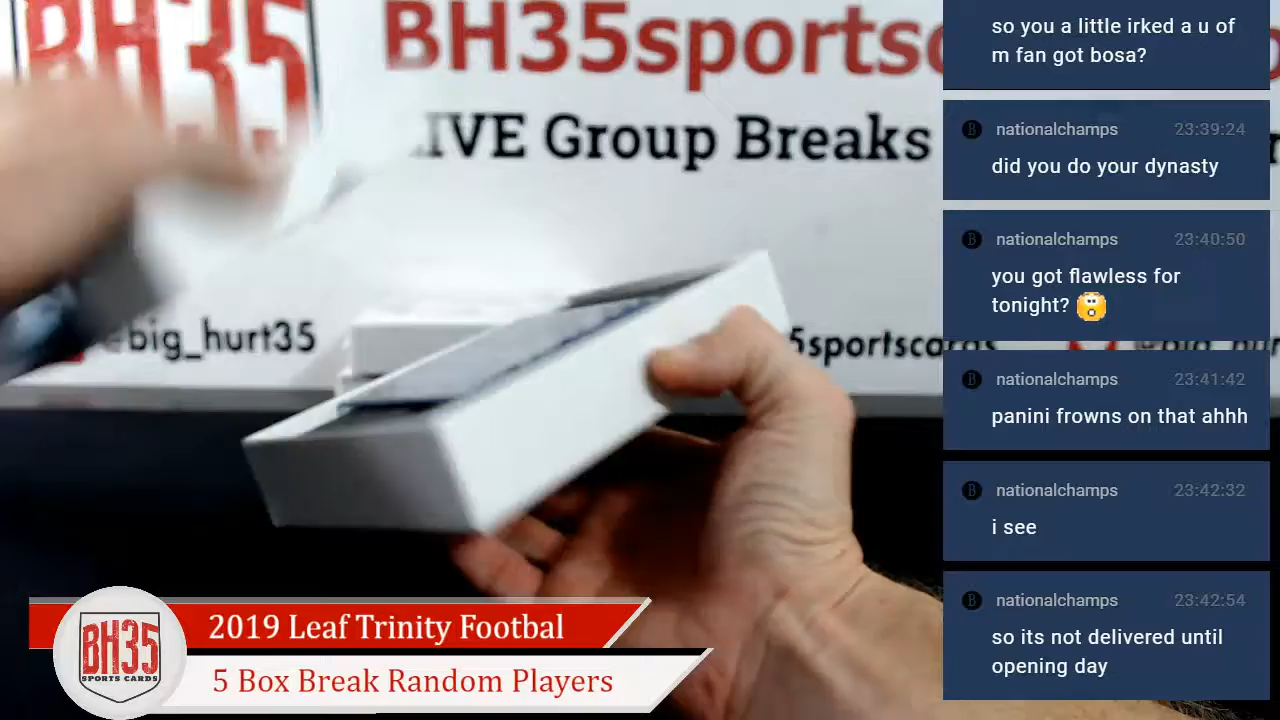 BH35
BH35sportsc
LIVE Group Breaks
@big_hurt35
5sportscards
so you a little irked a u of
m fan got bosa?
nationalchamps 23:39:24
did you do your dynasty
nationalchamps 23:40:50
you got flawless for
tonight? 😲
nationalchamps 23:41:42
panini frowns on that ahhh
nationalchamps 23:42:32
i see
nationalchamps 23:42:54
so its not delivered until
opening day
2019 Leaf Trinity Footbal
5 Box Break Random Players
BH35
SPORTS CARDS